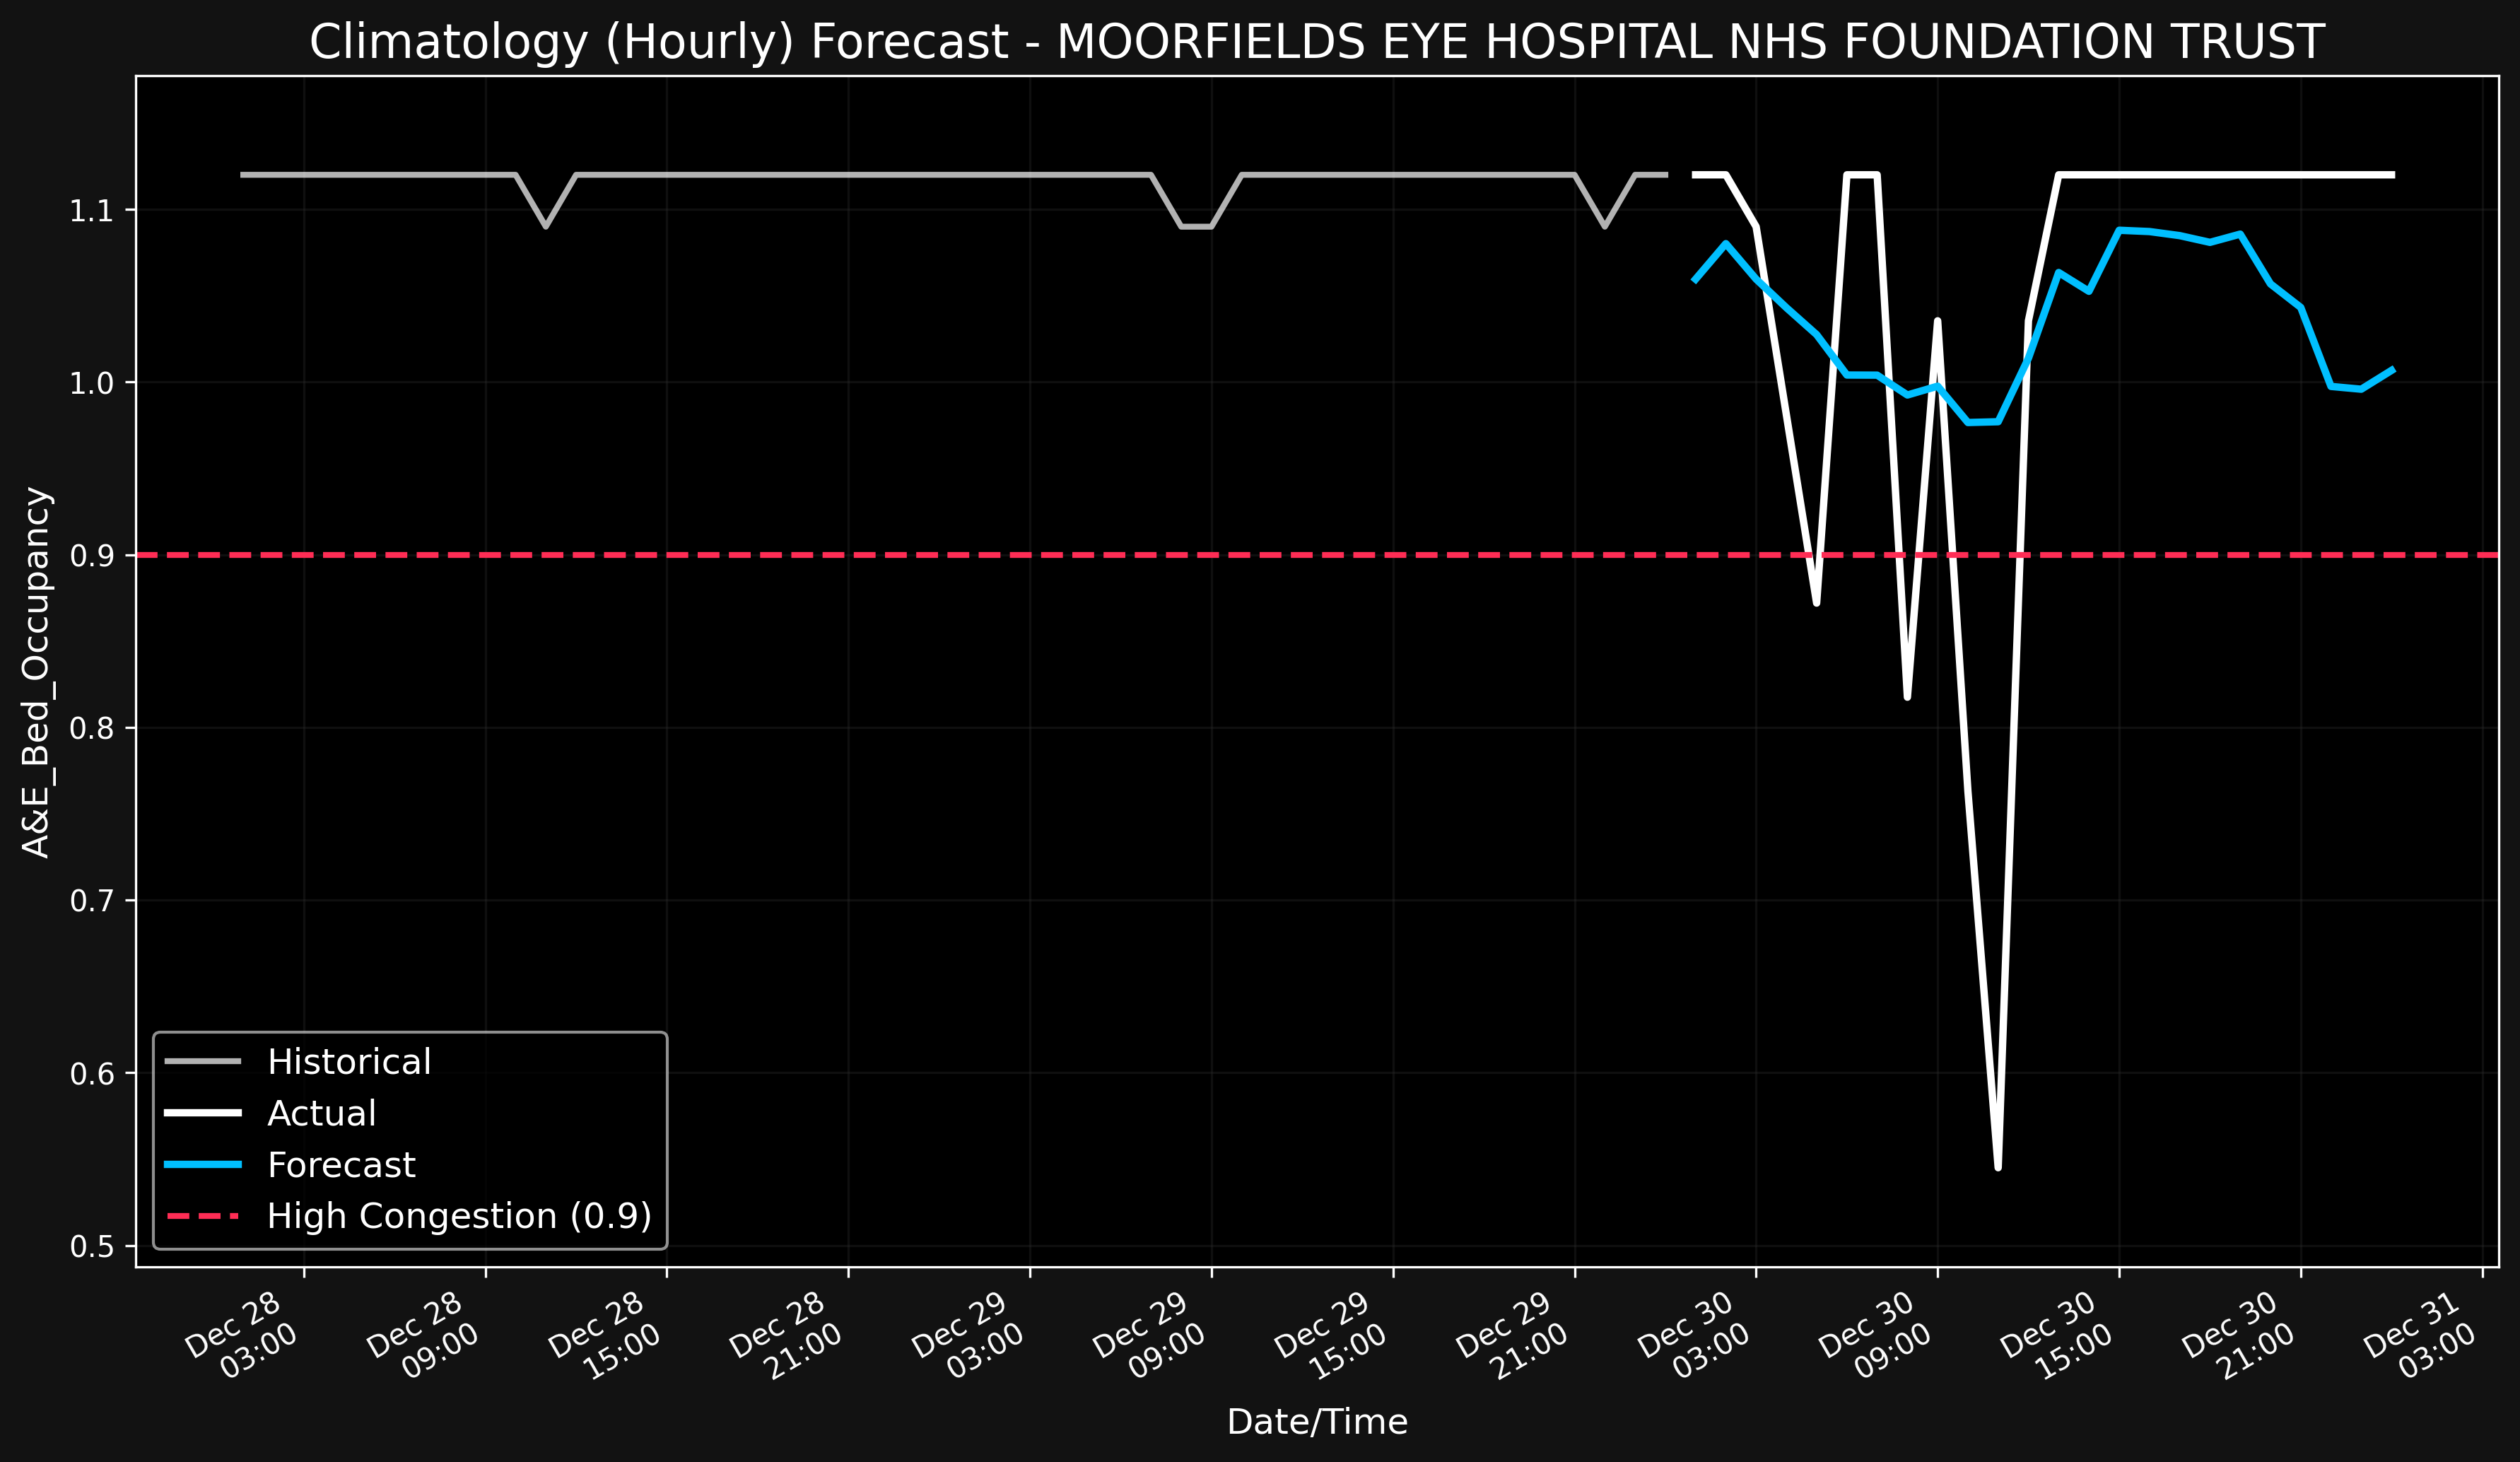 Climatology (Hourly) Forecast - MOORFIELDS EYE HOSPITAL NHS FOUNDATION TRUST
A&E_Bed_Occupancy
1.1
1.0
0.9
0.8
0.7
0.6
0.5
Historical
Actual
Forecast
High Congestion (0.9)
Dec 28
03:00
Dec 28
09:00
Dec 28
15:00
Dec 28
21:00
Dec 29
03:00
Dec 29
09:00
Dec 29
15:00
Dec 29
21:00
Dec 30
03:00
Dec 30
09:00
Dec 30
15:00
Dec 30
21:00
Dec 31
03:00
Date/Time